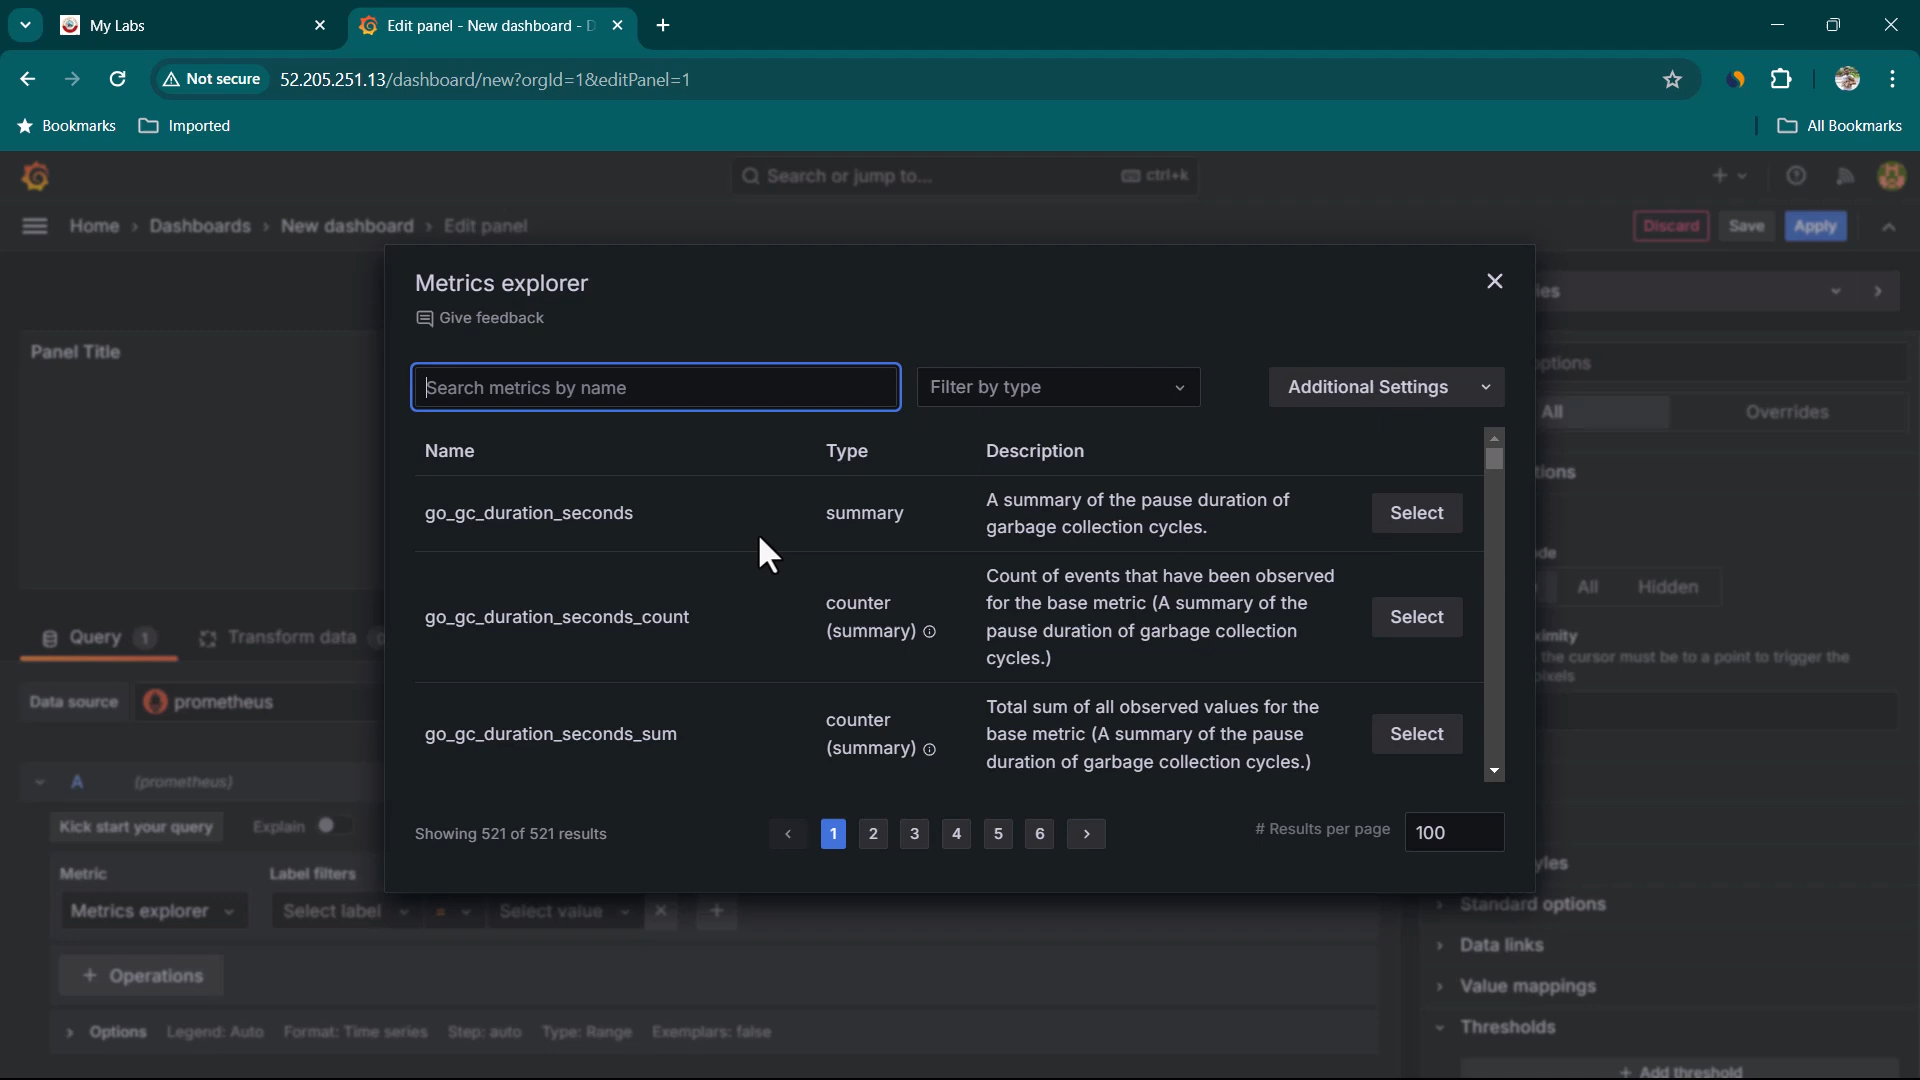 My Labs
Edit panel - New dashboard - D
Not secure
52.205.251.13/dashboard/new?orgId=1&editPanel=1
Bookmarks
Imported
All Bookmarks
Search or jump to...
ctrl+k
Home › Dashboards › New dashboard › Edit panel
Discard
Save
Apply
Metrics explorer
Give feedback
Panel Title
Search metrics by name
Filter by type
Additional Settings
All
Overrides
Name
Type
Description
go_gc_duration_seconds
summary
A summary of the pause duration of
garbage collection cycles.
Select
go_gc_duration_seconds_count
counter
(summary)
Count of events that have been observed
for the base metric (A summary of the
pause duration of garbage collection
cycles.)
Select
All
Hidden
the cursor must be to a point to trigger the
Query 1
Transform data
go_gc_duration_seconds_sum
counter
(summary)
Total sum of all observed values for the
base metric (A summary of the pause
duration of garbage collection cycles.)
Select
Data source
prometheus
A
(prometheus)
Kick start your query
Explain
Showing 521 of 521 results
‹ 1 2 3 4 5 6 ›
# Results per page
100
Metric
Label filters
Metrics explorer
Select label
=
Select value
+ Operations
Options Legend: Auto Format: Time series Step: auto Type: Range Exemplars: false
Standard options
Data links
Value mappings
Thresholds
+ Add threshold